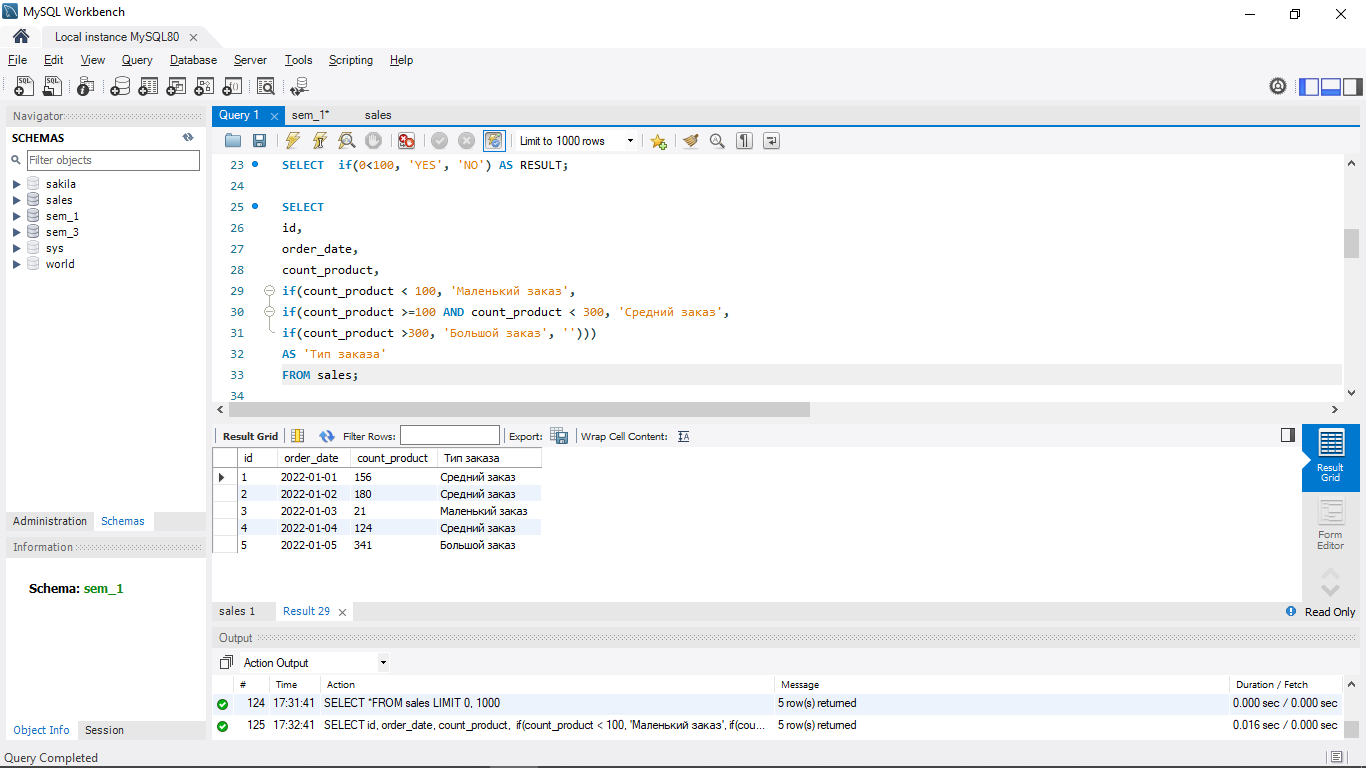 MySQL Workbench
Local instance MySQL80
File Edit View Query Database Server Tools Scripting Help
Navigator
SCHEMAS
Filter objects
sakila
sales
sem_1
sem_3
sys
world
Administration Schemas
Information
Schema: sem_1
Object Info Session
Query Completed
Query 1 sem_1* sales
Limit to 1000 rows
23 SELECT if(0<100, 'YES', 'NO') AS RESULT;
24
25 SELECT
26 id,
27 order_date,
28 count_product,
29 if(count_product < 100, 'Маленький заказ',
30 if(count_product >=100 AND count_product < 300, 'Средний заказ',
31 if(count_product >300, 'Большой заказ', '')))
32 AS 'Тип заказа'
33 FROM sales;
34
Result Grid Filter Rows: Export: Wrap Cell Content:
id order_date count_product Тип заказа
1 2022-01-01 156 Средний заказ
2 2022-01-02 180 Средний заказ
3 2022-01-03 21 Маленький заказ
4 2022-01-04 124 Средний заказ
5 2022-01-05 341 Большой заказ
Result Grid
Form Editor
sales 1 Result 29 Read Only
Output
Action Output
# Time Action Message Duration / Fetch
124 17:31:41 SELECT *FROM sales LIMIT 0, 1000 5 row(s) returned 0.000 sec / 0.000 sec
125 17:32:41 SELECT id, order_date, count_product, if(count_product < 100, 'Маленький заказ', if(cou... 5 row(s) returned 0.016 sec / 0.000 sec